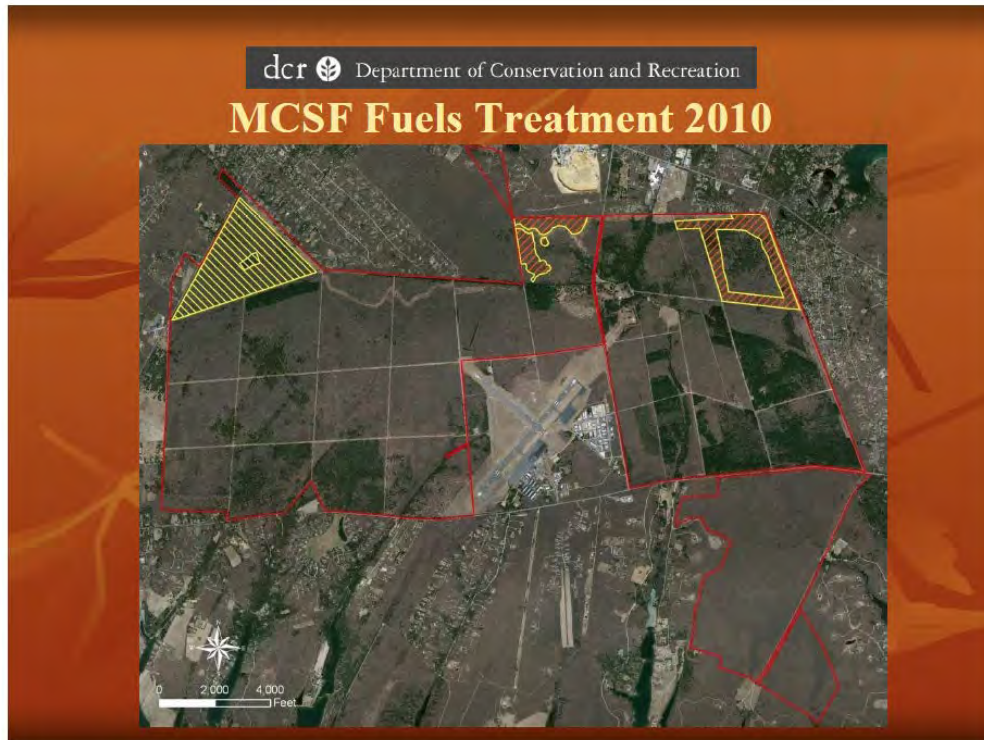 dcr Department of Conservation and Recreation
MCSF Fuels Treatment 2010
0 2,000 4,000
Feet